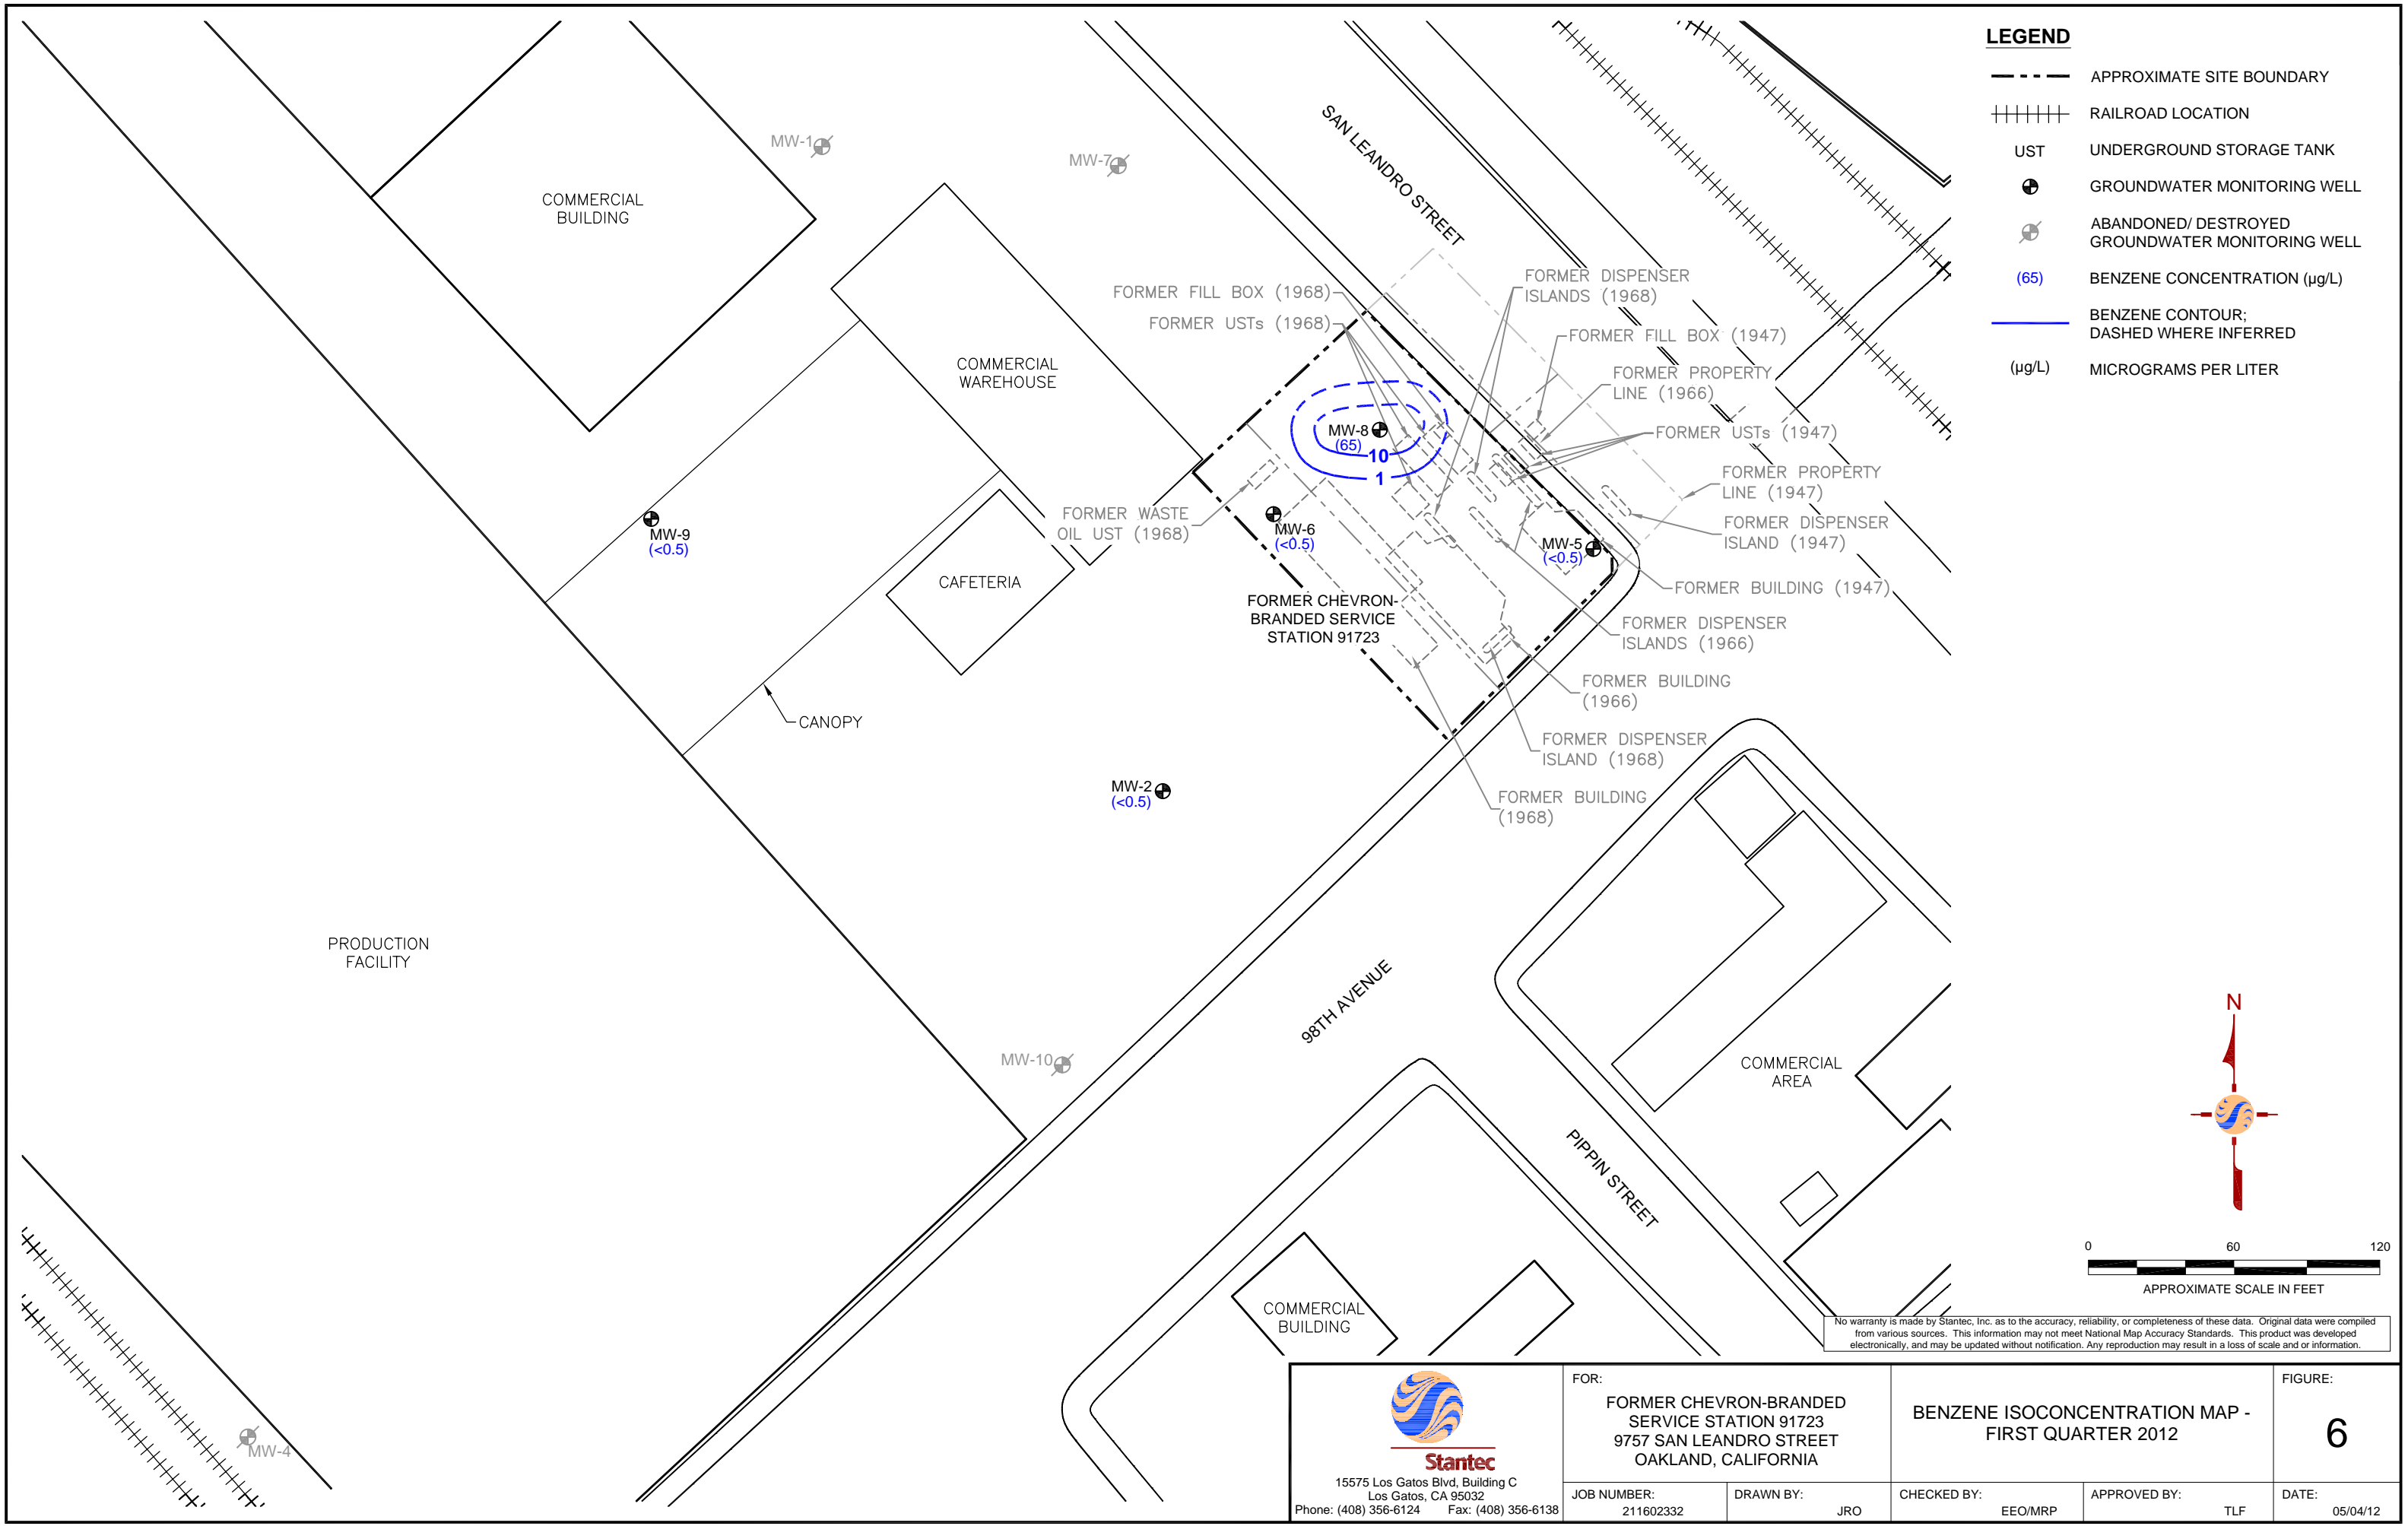 LEGEND
APPROXIMATE SITE BOUNDARY
RAILROAD LOCATION
UST
UNDERGROUND STORAGE TANK
GROUNDWATER MONITORING WELL
ABANDONED/ DESTROYED
GROUNDWATER MONITORING WELL
(65)
BENZENE CONCENTRATION (µg/L)
BENZENE CONTOUR;
DASHED WHERE INFERRED
(µg/L)
MICROGRAMS PER LITER
SAN LEANDRO STREET
MW-1
MW-7
COMMERCIAL
BUILDING
COMMERCIAL
WAREHOUSE
FORMER FILL BOX (1968)
FORMER USTs (1968)
FORMER DISPENSER
ISLANDS (1968)
FORMER FILL BOX (1947)
FORMER PROPERTY
LINE (1966)
FORMER USTs (1947)
FORMER PROPERTY
LINE (1947)
FORMER DISPENSER
ISLAND (1947)
MW-8
(65)
10
1
FORMER WASTE
OIL UST (1968)
MW-6
(<0.5)
MW-5
(<0.5)
MW-9
(<0.5)
CAFETERIA
FORMER CHEVRON-
BRANDED SERVICE
STATION 91723
FORMER BUILDING (1947)
FORMER DISPENSER
ISLANDS (1966)
FORMER BUILDING
(1966)
FORMER DISPENSER
ISLAND (1968)
FORMER BUILDING
(1968)
CANOPY
MW-2
(<0.5)
PRODUCTION
FACILITY
98TH AVENUE
MW-10
COMMERCIAL
AREA
PIPPIN STREET
COMMERCIAL
BUILDING
MW-4
N
0 60 120
APPROXIMATE SCALE IN FEET
No warranty is made by Stantec, Inc. as to the accuracy, reliability, or completeness of these data. Original data were compiled
from various sources. This information may not meet National Map Accuracy Standards. This product was developed
electronically, and may be updated without notification. Any reproduction may result in a loss of scale and or information.
Stantec
15575 Los Gatos Blvd, Building C
Los Gatos, CA 95032
Phone: (408) 356-6124 Fax: (408) 356-6138
FOR:
FORMER CHEVRON-BRANDED
SERVICE STATION 91723
9757 SAN LEANDRO STREET
OAKLAND, CALIFORNIA
BENZENE ISOCONCENTRATION MAP -
FIRST QUARTER 2012
FIGURE:
6
JOB NUMBER:
211602332
DRAWN BY:
JRO
CHECKED BY:
EEO/MRP
APPROVED BY:
TLF
DATE:
05/04/12